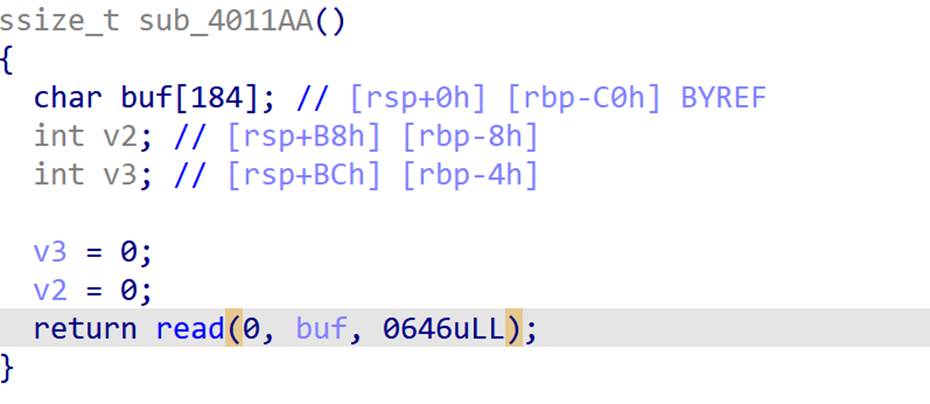 ssize_t sub_4011AA()
{
  char buf[184]; // [rsp+0h] [rbp-C0h] BYREF
  int v2; // [rsp+B8h] [rbp-8h]
  int v3; // [rsp+BCh] [rbp-4h]

  v3 = 0;
  v2 = 0;
  return read(0, buf, 0646uLL);
}